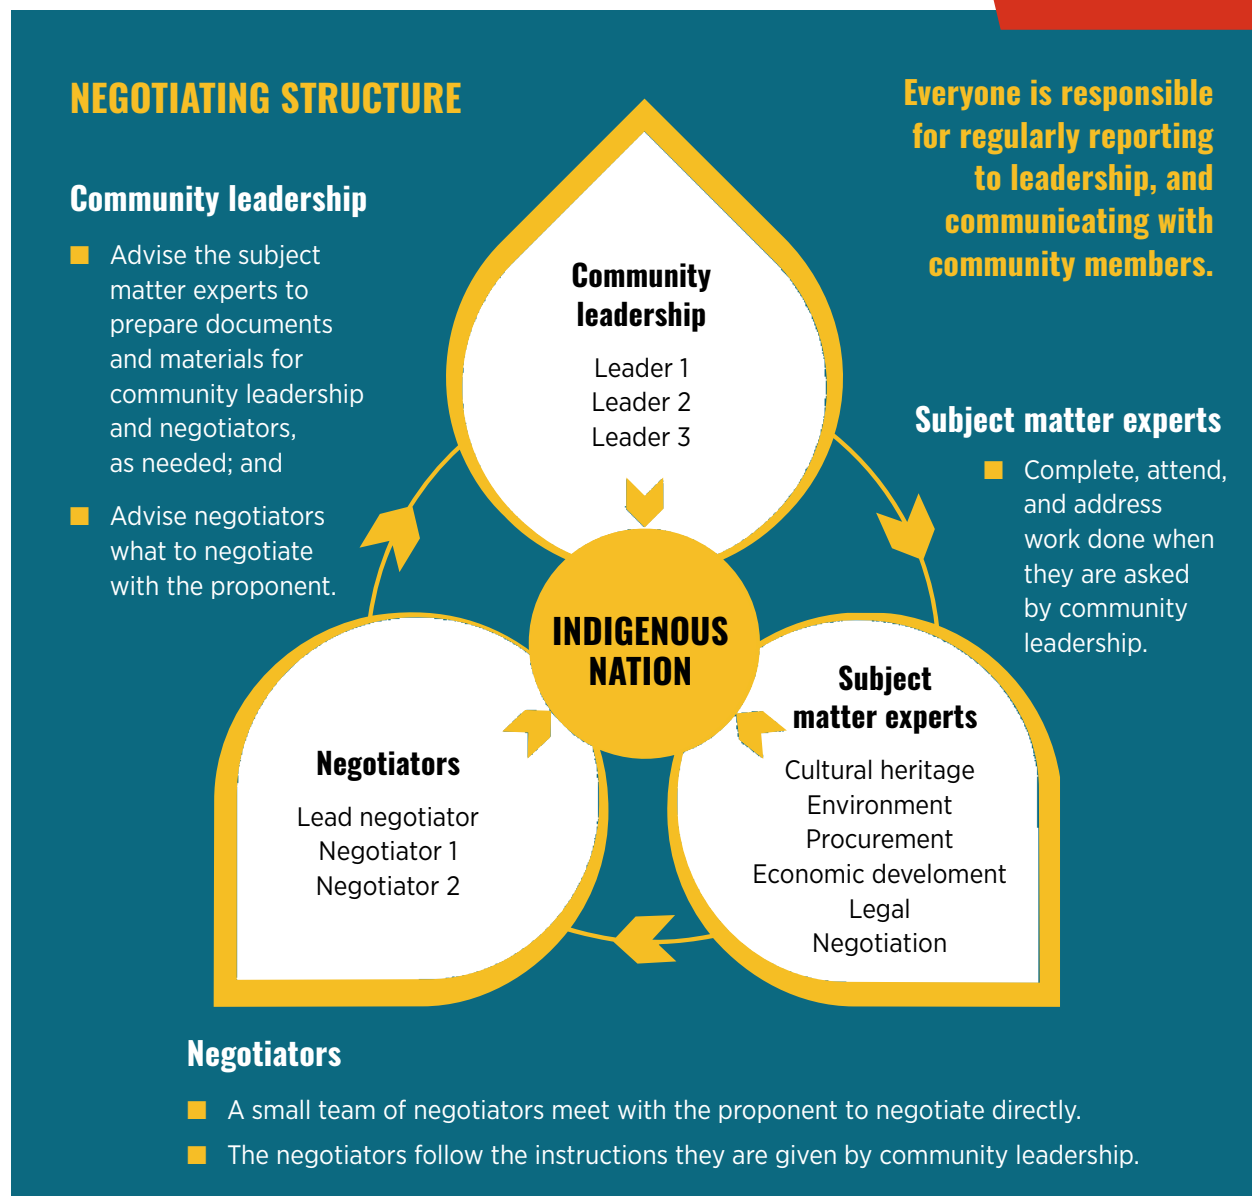 NEGOTIATING STRUCTURE
Everyone is responsible
for regularly reporting
to leadership, and
communicating with
community members.
Community leadership
Advise the subject
matter experts to
prepare documents
and materials for
community leadership
and negotiators,
as needed; and
Advise negotiators
what to negotiate
with the proponent.
Community
leadership
Leader 1
Leader 2
Leader 3
Subject matter experts
Complete, attend,
and address
work done when
they are asked
by community
leadership.
INDIGENOUS
NATION
Negotiators
Lead negotiator
Negotiator 1
Negotiator 2
Subject
matter experts
Cultural heritage
Environment
Procurement
Economic develoment
Legal
Negotiation
Negotiators
A small team of negotiators meet with the proponent to negotiate directly.
The negotiators follow the instructions they are given by community leadership.